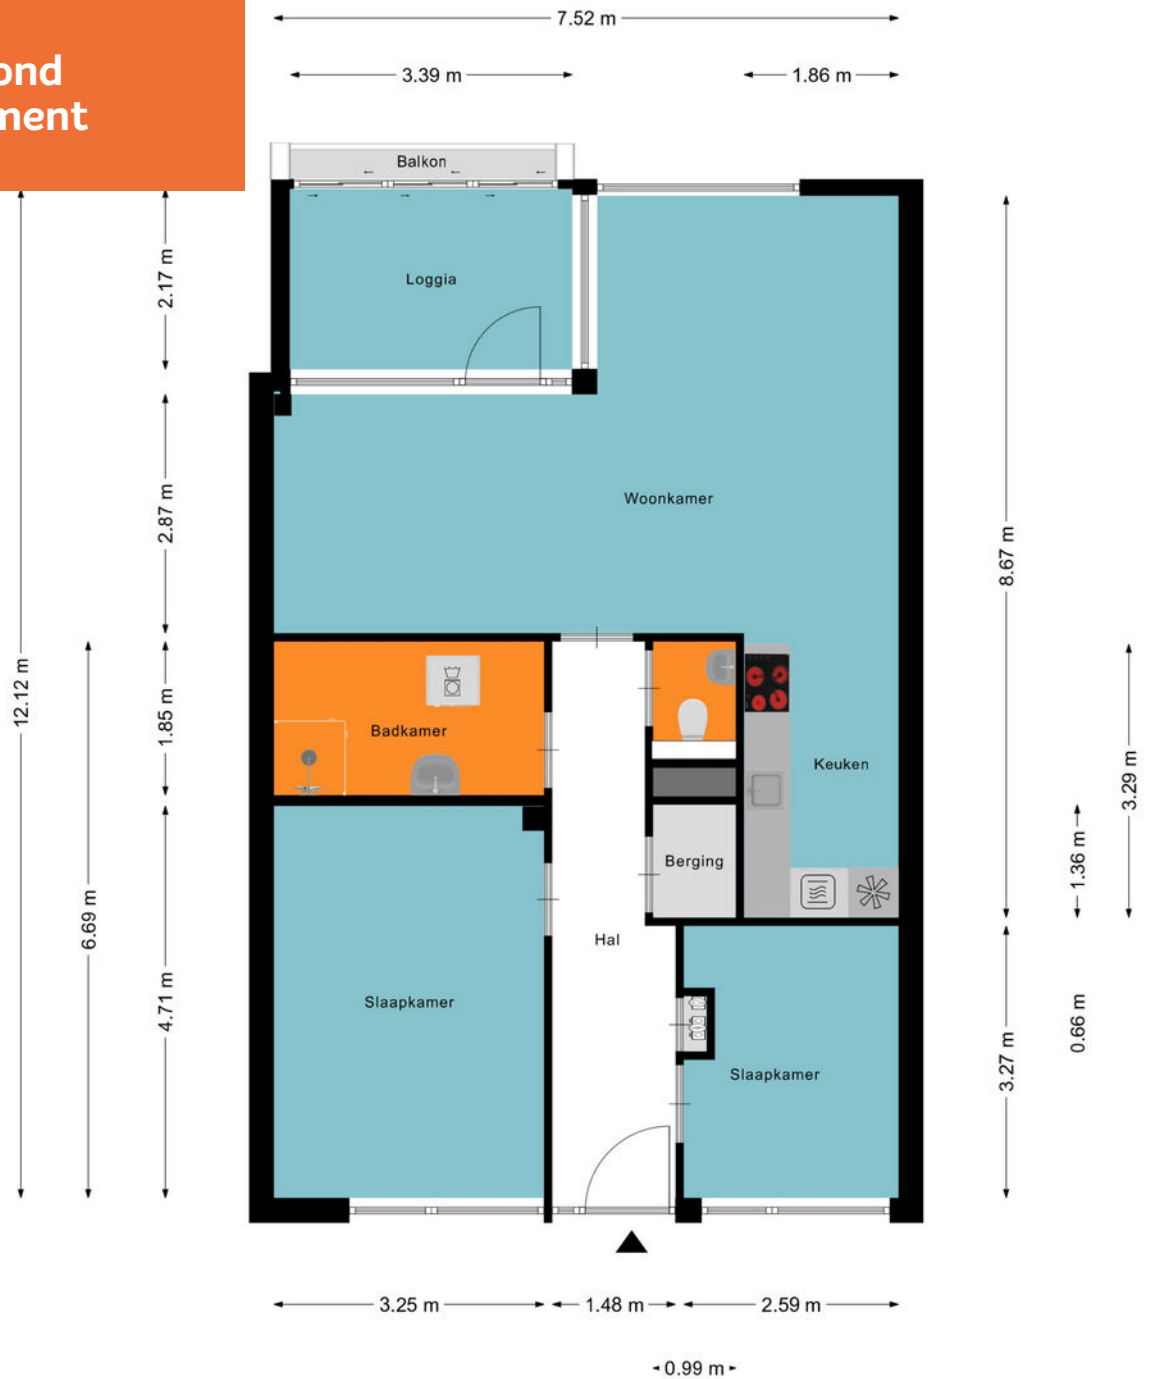 ond
ment
7.52 m
3.39 m
1.86 m
Balkon
Loggia
2.17 m
Woonkamer
2.87 m
8.67 m
12.12 m
6.69 m
1.85 m
Badkamer
Keuken
3.29 m
1.36 m
Berging
Hal
4.71 m
Slaapkamer
0.66 m
3.27 m
Slaapkamer
3.25 m
1.48 m
2.59 m
0.99 m